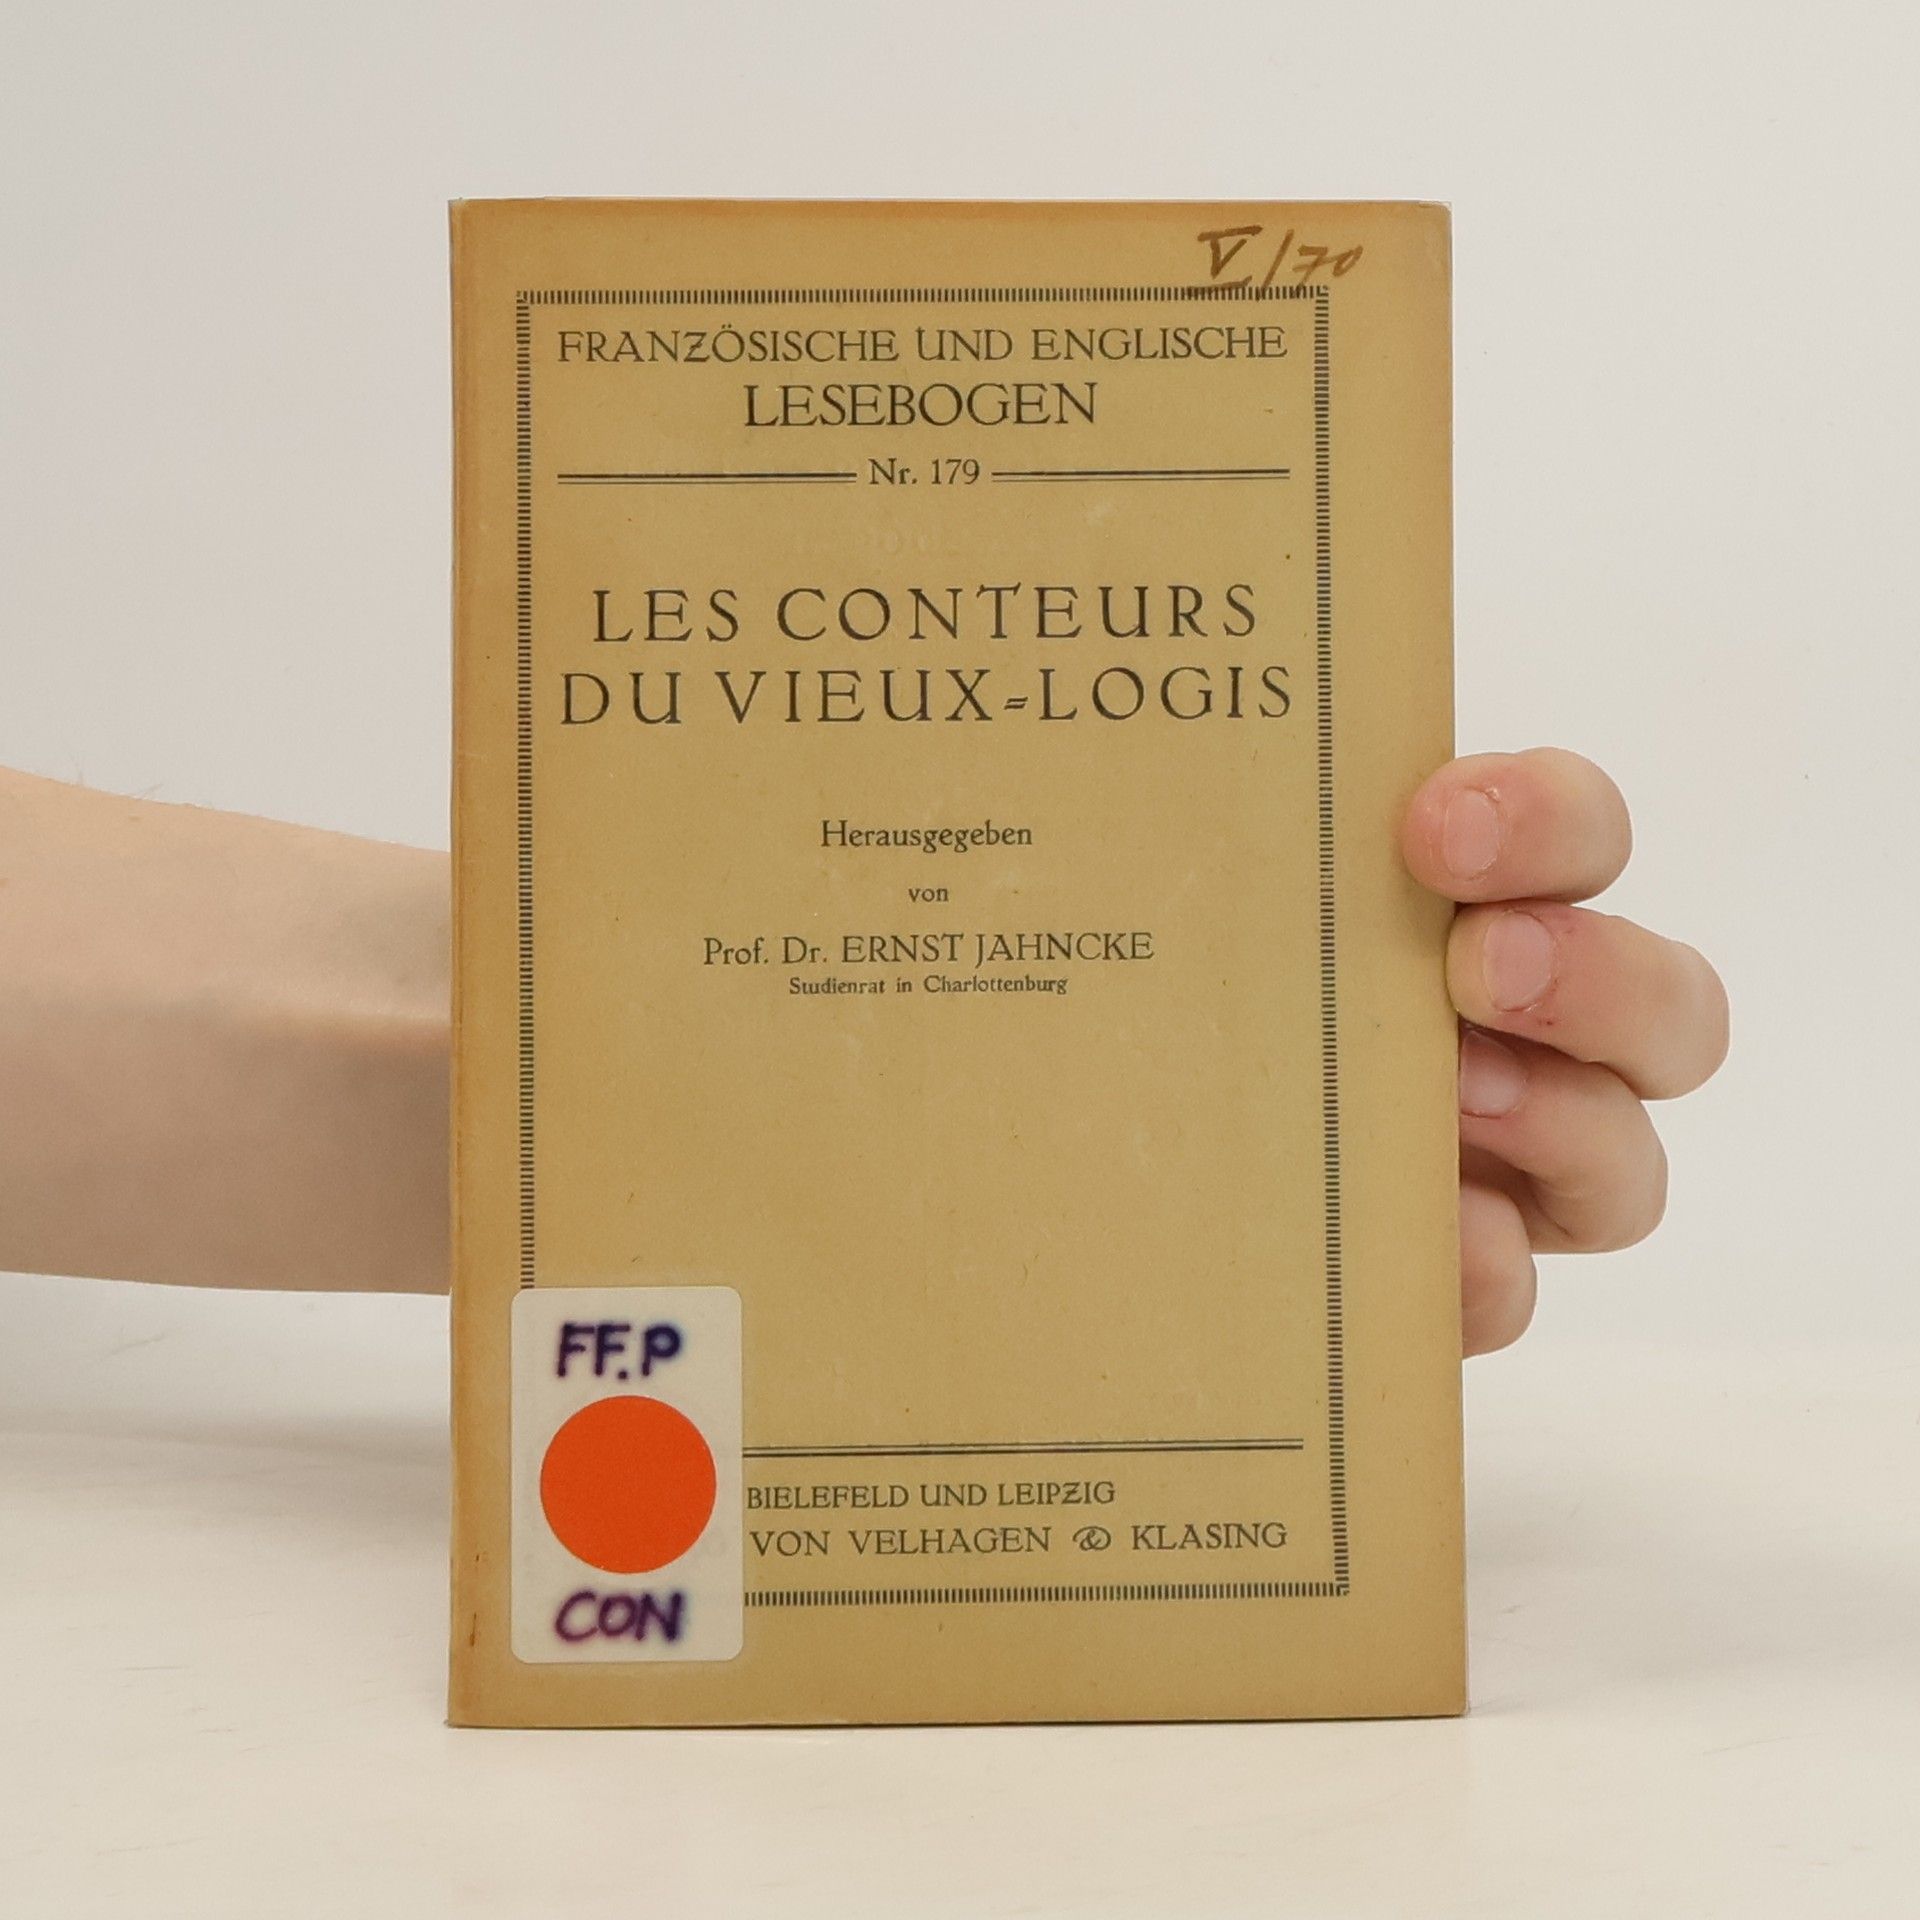 V/70
FRANZÖSISCHE UND ENGLISCHE
LESEBOGEN
Nr. 179
LES CONTEURS
DU VIEUX-LOGIS
Herausgegeben
von
Prof. Dr. ERNST JAHNCKE
Studienrat in Charlottenburg
FF.P
CON
BIELEFELD UND LEIPZIG
VON VELHAGEN & KLASING